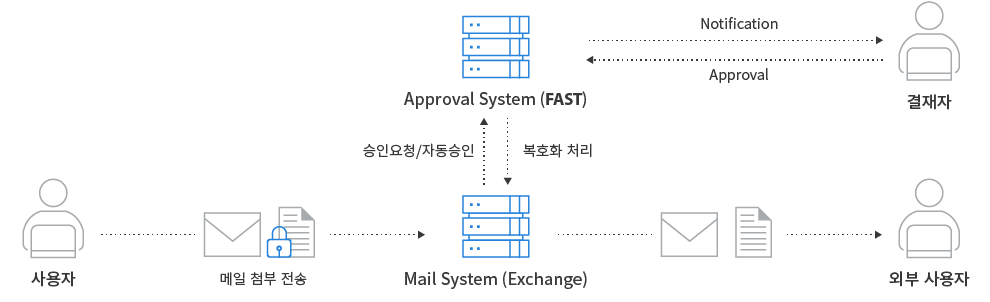 Notification
Approval
결재자
Approval System (FAST)
승인요청/자동승인
복호화 처리
사용자
메일 첨부 전송
Mail System (Exchange)
외부 사용자